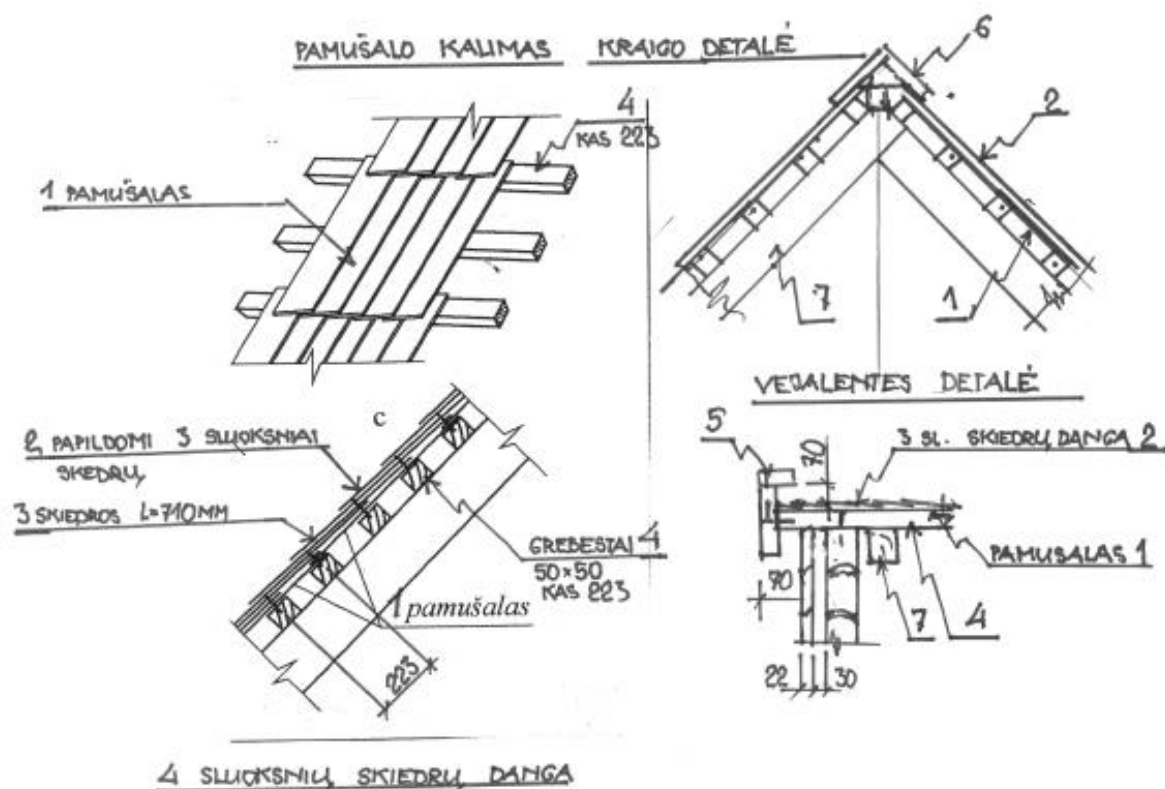 PAMUŠALO KALIMAS
KRAIGO DETALĖ
6
4
KAS 223
2
1 PAMUŠALAS
7
1
VEJALENTES DETALĖ
c
2, PAPILDOMI 3 SLUOKSNIAI
SKEDRŲ
3 SKIEDROS L=710MM
GREBESTAI 4
50×50
KAS 223
1 pamušalas
223
5
70
3 SL. SKIEDRŲ DANGA 2
PAMUŠALAS 1
70
7
4
22
30
4 SLUOKSNIŲ SKIEDRŲ DANGA